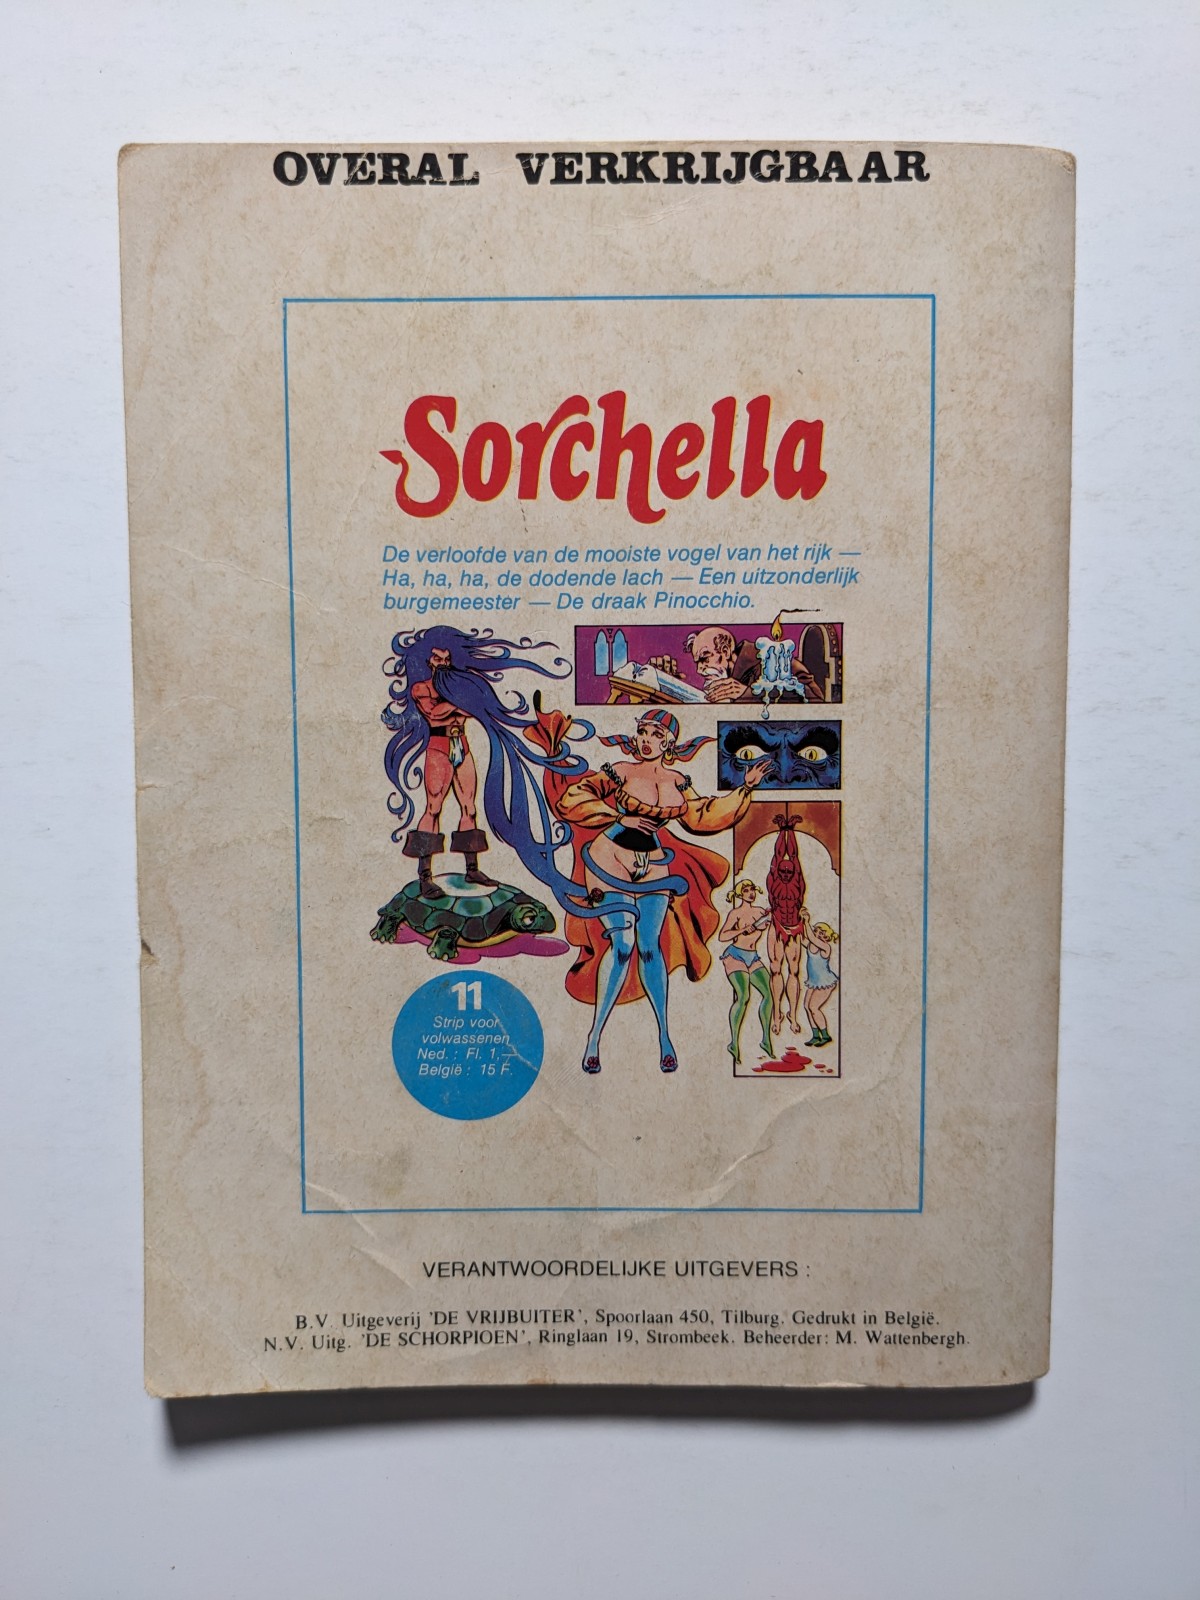 OVERAL VERKRIJGBAAR
Sorchella
De verloofde van de mooiste vogel van het rijk —
Ha, ha, ha, de dodende lach — Een uitzonderlijk
burgemeester — De draak Pinocchio.
11
Strip voor
volwassenen
Ned. : Fl. 1,—
België : 15 F.
VERANTWOORDELIJKE UITGEVERS :
B.V. Uitgeverij 'DE VRIJBUITER', Spoorlaan 450, Tilburg. Gedrukt in België.
N.V. Uitg. 'DE SCHORPIOEN', Ringlaan 19, Strombeek. Beheerder: M. Wattenbergh.